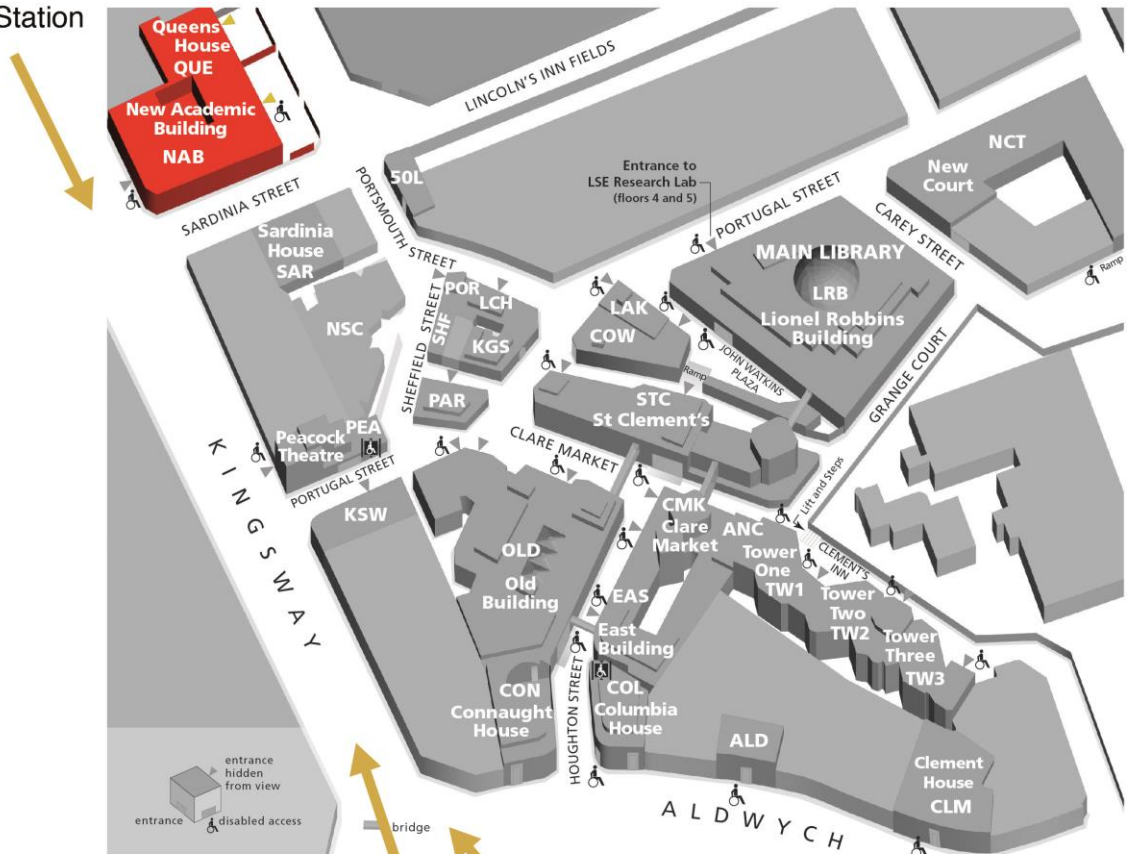 Station
Queens
House
QUE
New Academic
Building
NAB
LINCOLN'S INN FIELDS
SARDINIA STREET
PORTSMOUTH STREET
50L
Entrance to
LSE Research Lab
(floors 4 and 5)
PORTUGAL STREET
NCT
New
Court
CAREY STREET
Ramp
Sardinia
House
SAR
NSC
SHEFFIELD STREET
POR
LCH
SHF
KGS
PAR
LAK
COW
MAIN LIBRARY
LRB
Lionel Robbins
Building
JOHN WATKINS
PLAZA
Ramp
GRANGE COURT
STC
St Clement's
CLARE MARKET
Peacock
Theatre
PEA
PORTUGAL STREET
KINGSWAY
KSW
OLD
Old
Building
CMK
Clare
Market
ANC
Lift and Steps
CLEMENT'S
INN
Tower
One
TW1
Tower
Two
TW2
Tower
Three
TW3
EAS
East
Building
CON
Connaught
House
HOUGHTON STREET
COL
Columbia
House
ALD
Clement
House
CLM
ALDWYCH
entrance
hidden
from view
entrance
disabled access
bridge